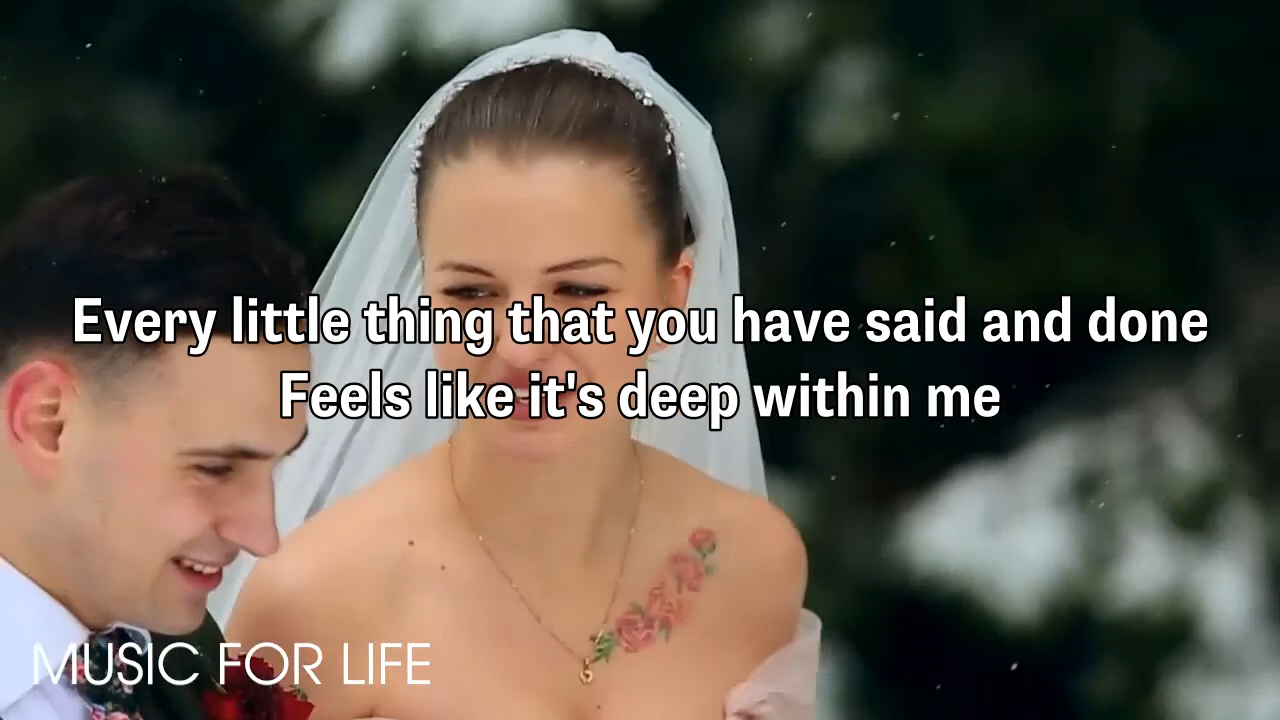 Every little thing that you have said and done
Feels like it's deep within me
MUSIC FOR LIFE